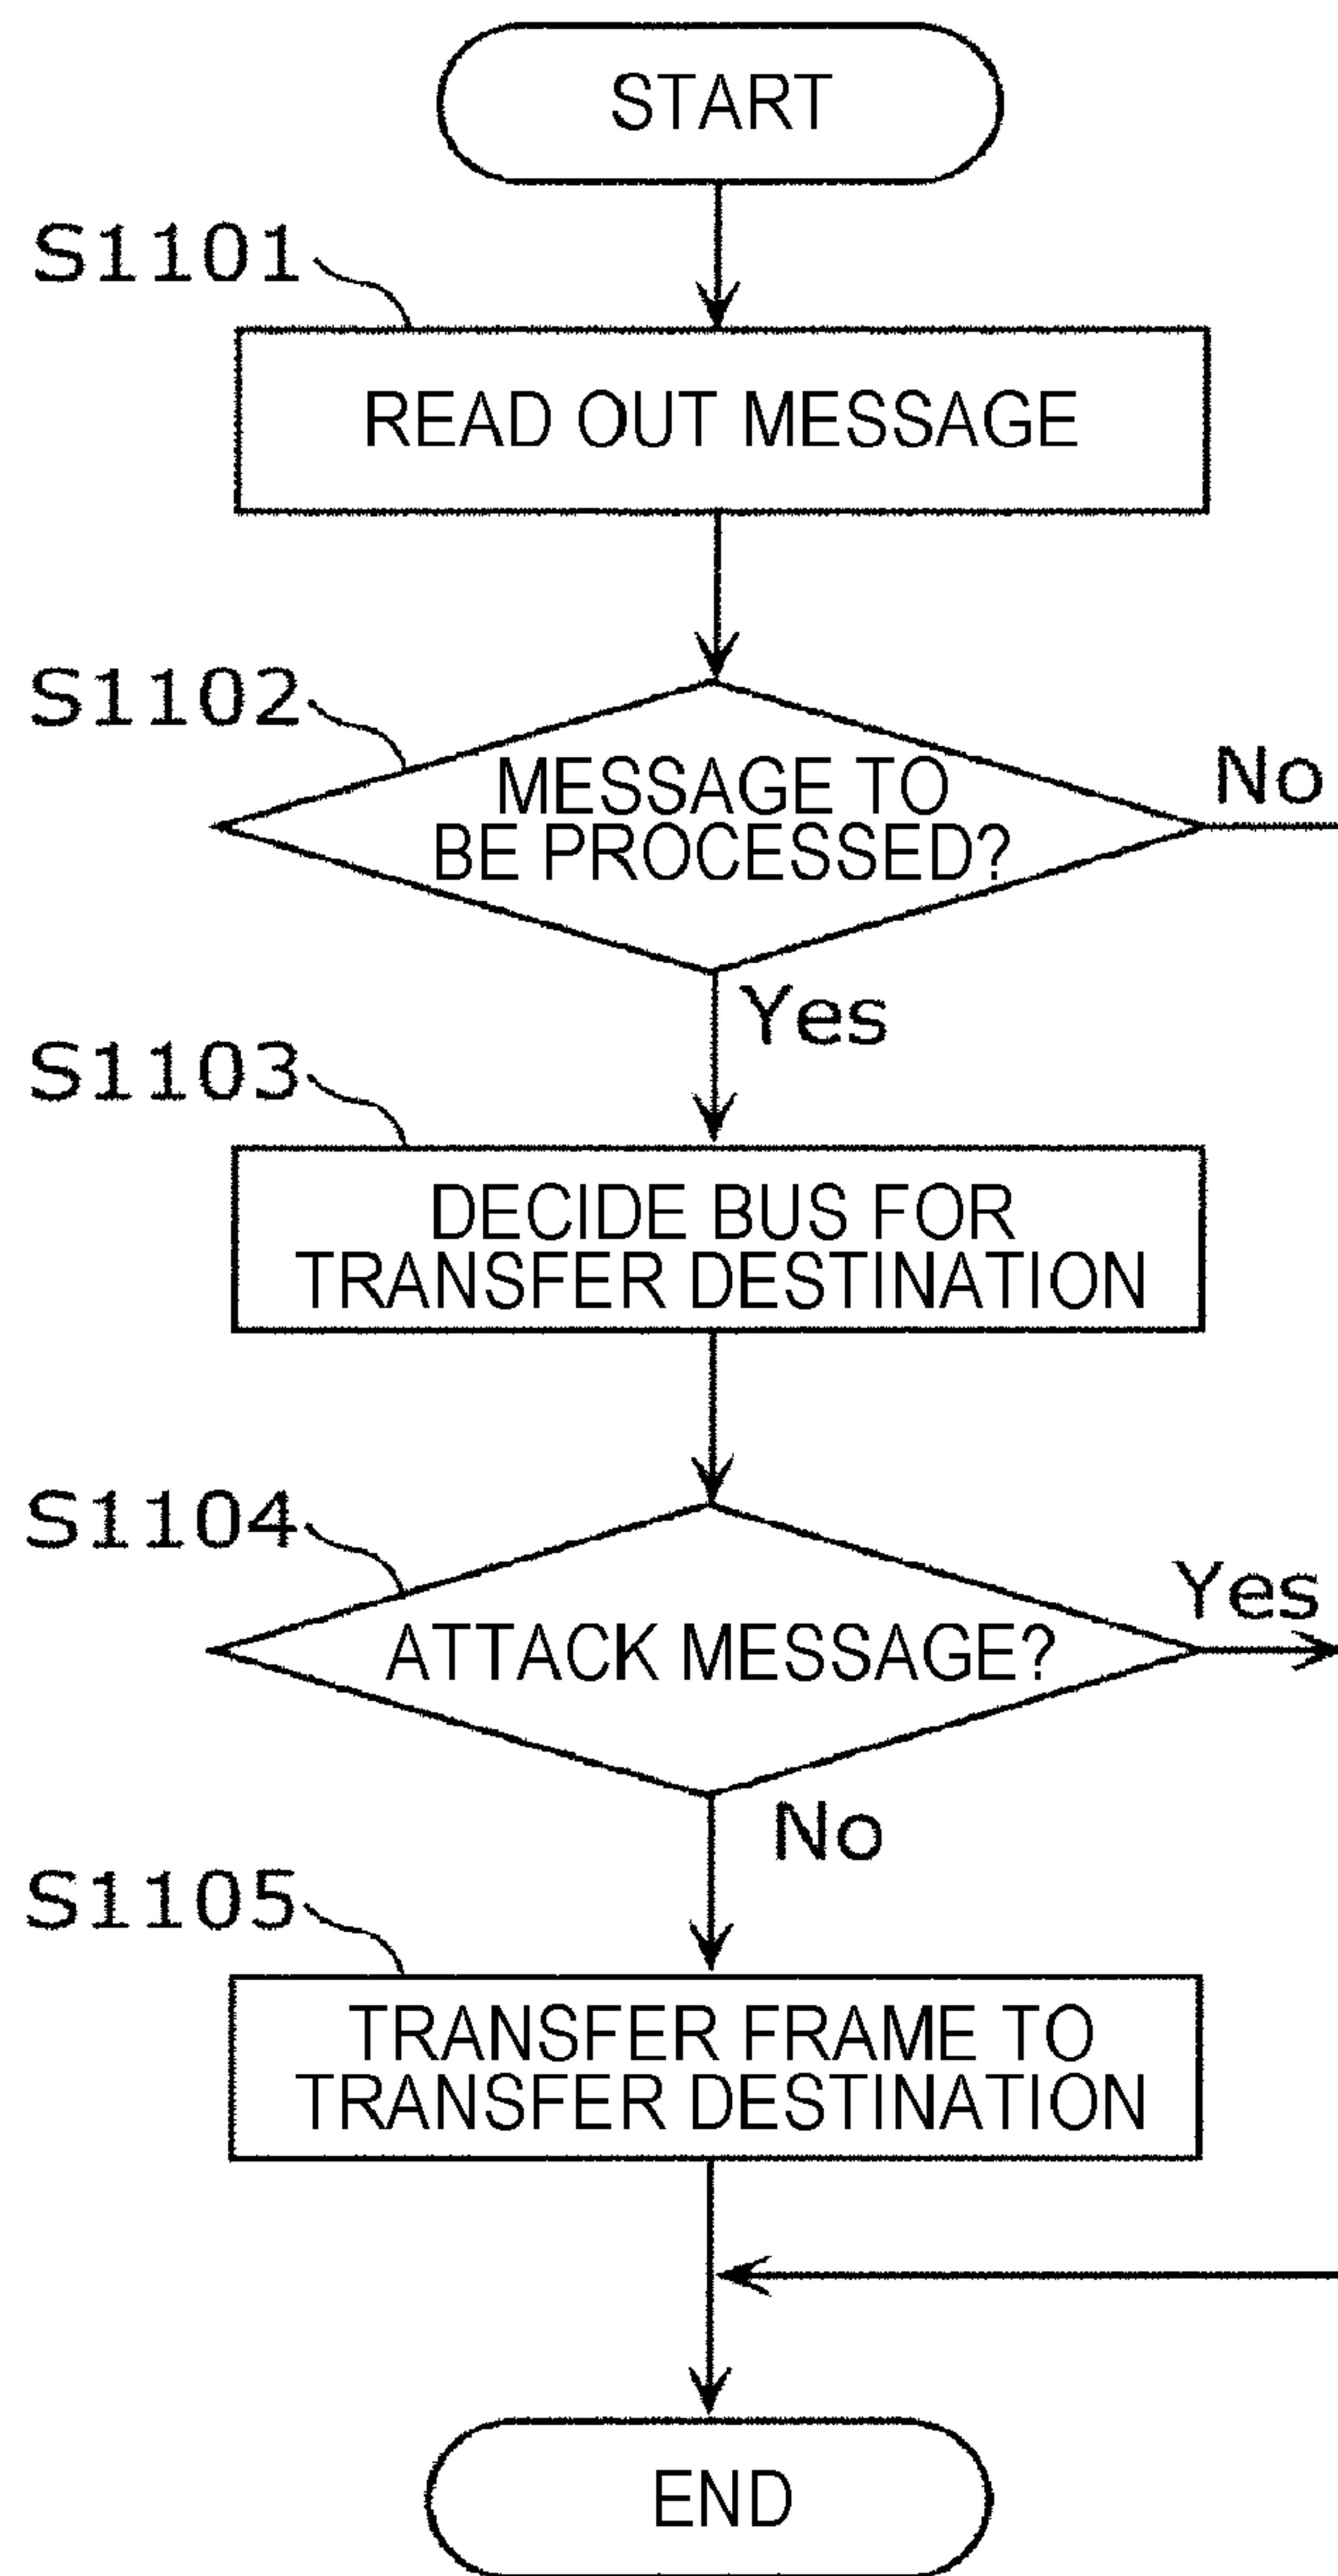 START
S1101
READ OUT MESSAGE
S1102
MESSAGE TO
BE PROCESSED?
No
Yes
S1103
DECIDE BUS FOR
TRANSFER DESTINATION
S1104
ATTACK MESSAGE?
Yes
No
S1105
TRANSFER FRAME TO
TRANSFER DESTINATION
END